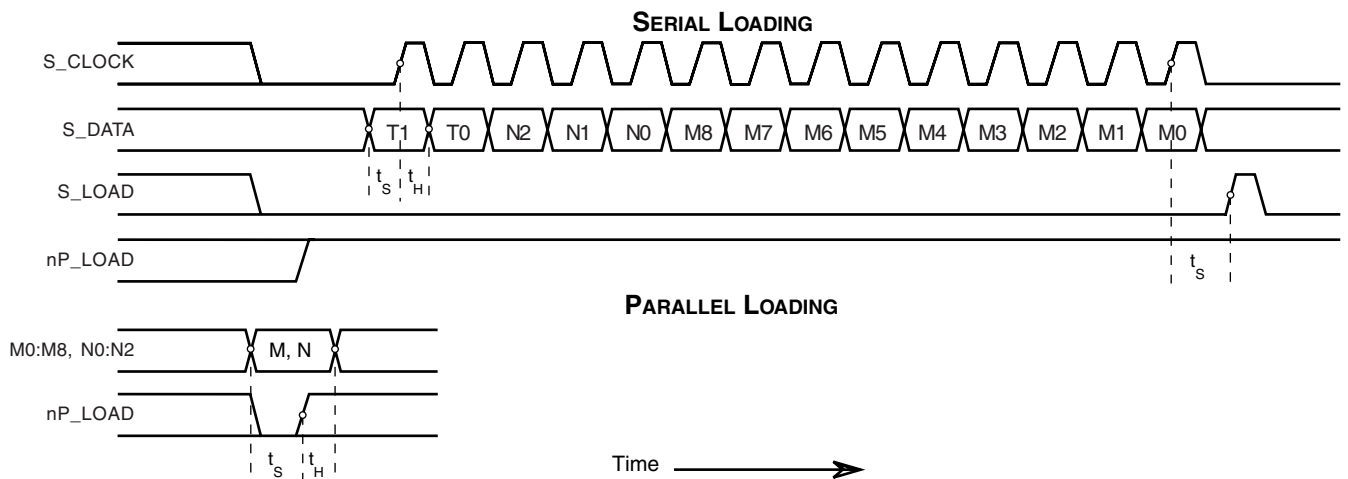 SERIAL LOADING
S_CLOCK
S_DATA
T1 T0 N2 N1 N0 M8 M7 M6 M5 M4 M3 M2 M1 M0
tS tH
S_LOAD
nP_LOAD
tS
PARALLEL LOADING
M0:M8, N0:N2
M, N
nP_LOAD
tS tH
Time